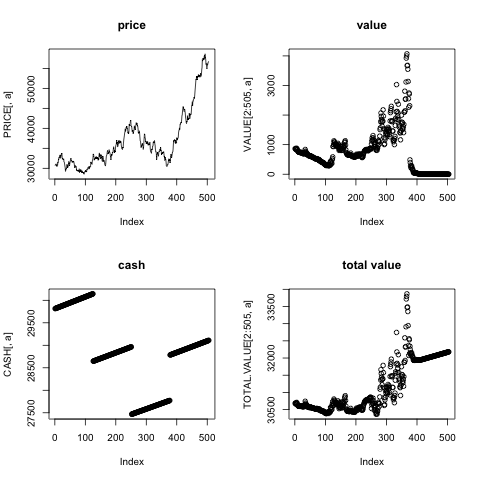 price
PRICE[, a]
30000 40000 50000
0 100 200 300 400 500
Index
value
VALUE[2:505, a]
0 1000 3000
0 100 200 300 400 500
Index
cash
CASH[, a]
27500 28500 29500
0 100 200 300 400 500
Index
total value
TOTAL.VALUE[2:505, a]
30500 32000 33500
0 100 200 300 400 500
Index